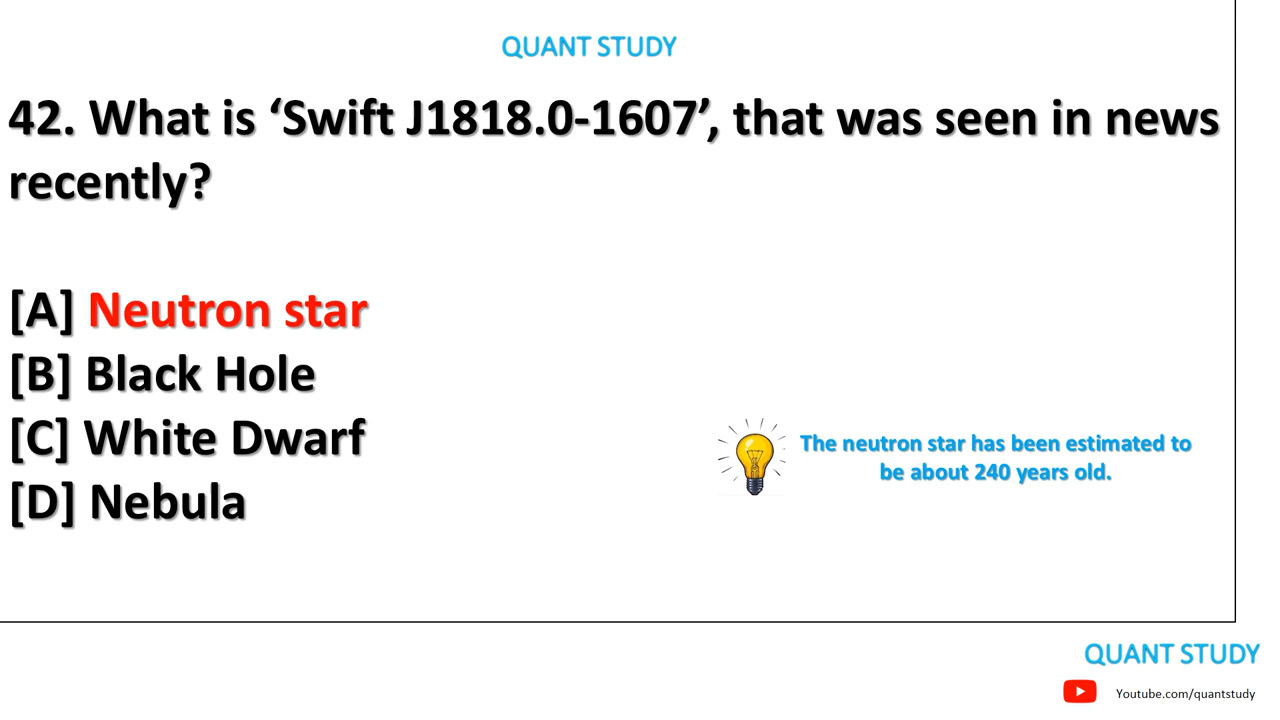 QUANT STUDY
42. What is ‘Swift J1818.0-1607’, that was seen in news
recently?
[A] Neutron star
[B] Black Hole
[C] White Dwarf
[D] Nebula
The neutron star has been estimated to
be about 240 years old.
QUANT STUDY
Youtube.com/quantstudy